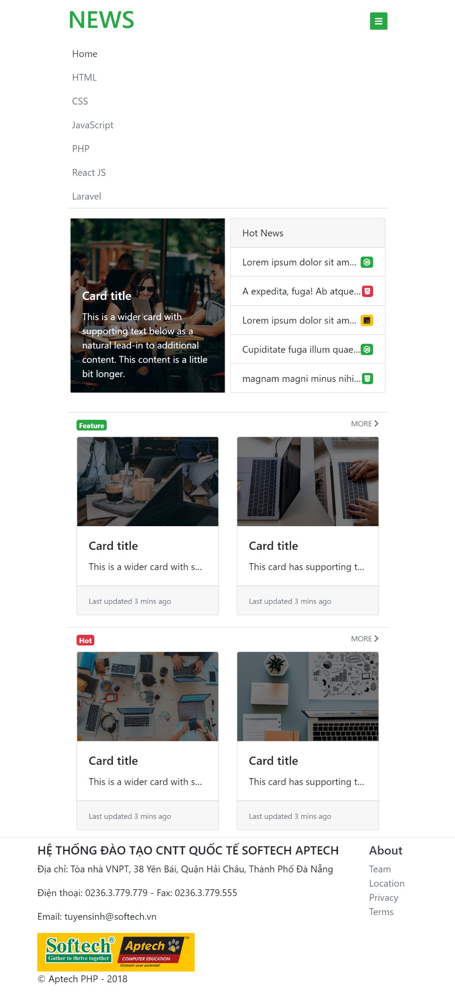 NEWS
Home
HTML
CSS
JavaScript
PHP
React JS
Laravel
Card title
This is a wider card with
supporting text below as a
natural lead-in to additional
content. This content is a little
bit longer.
Hot News
Lorem ipsum dolor sit am...
A expedita, fuga! Ab atque...
Lorem ipsum dolor sit am...
JS
Cupiditate fuga illum quae...
magnam magni minus nihi...
Feature
MORE
Card title
This is a wider card with s...
Last updated 3 mins ago
Card title
This card has supporting t...
Last updated 3 mins ago
Hot
MORE
BUSINESS
Card title
This is a wider card with s...
Last updated 3 mins ago
Card title
This card has supporting t...
Last updated 3 mins ago
HỆ THỐNG ĐÀO TẠO CNTT QUỐC TẾ SOFTECH APTECH
Địa chỉ: Tòa nhà VNPT, 38 Yên Bái, Quận Hải Châu, Thành Phố Đà Nẵng
Điện thoại: 0236.3.779.779 - Fax: 0236.3.779.555
Email: tuyensinh@softech.vn
Softech®
Gather to thrive together
Aptech™
COMPUTER EDUCATION
Unleash your potential
© Aptech PHP - 2018
About
Team
Location
Privacy
Terms